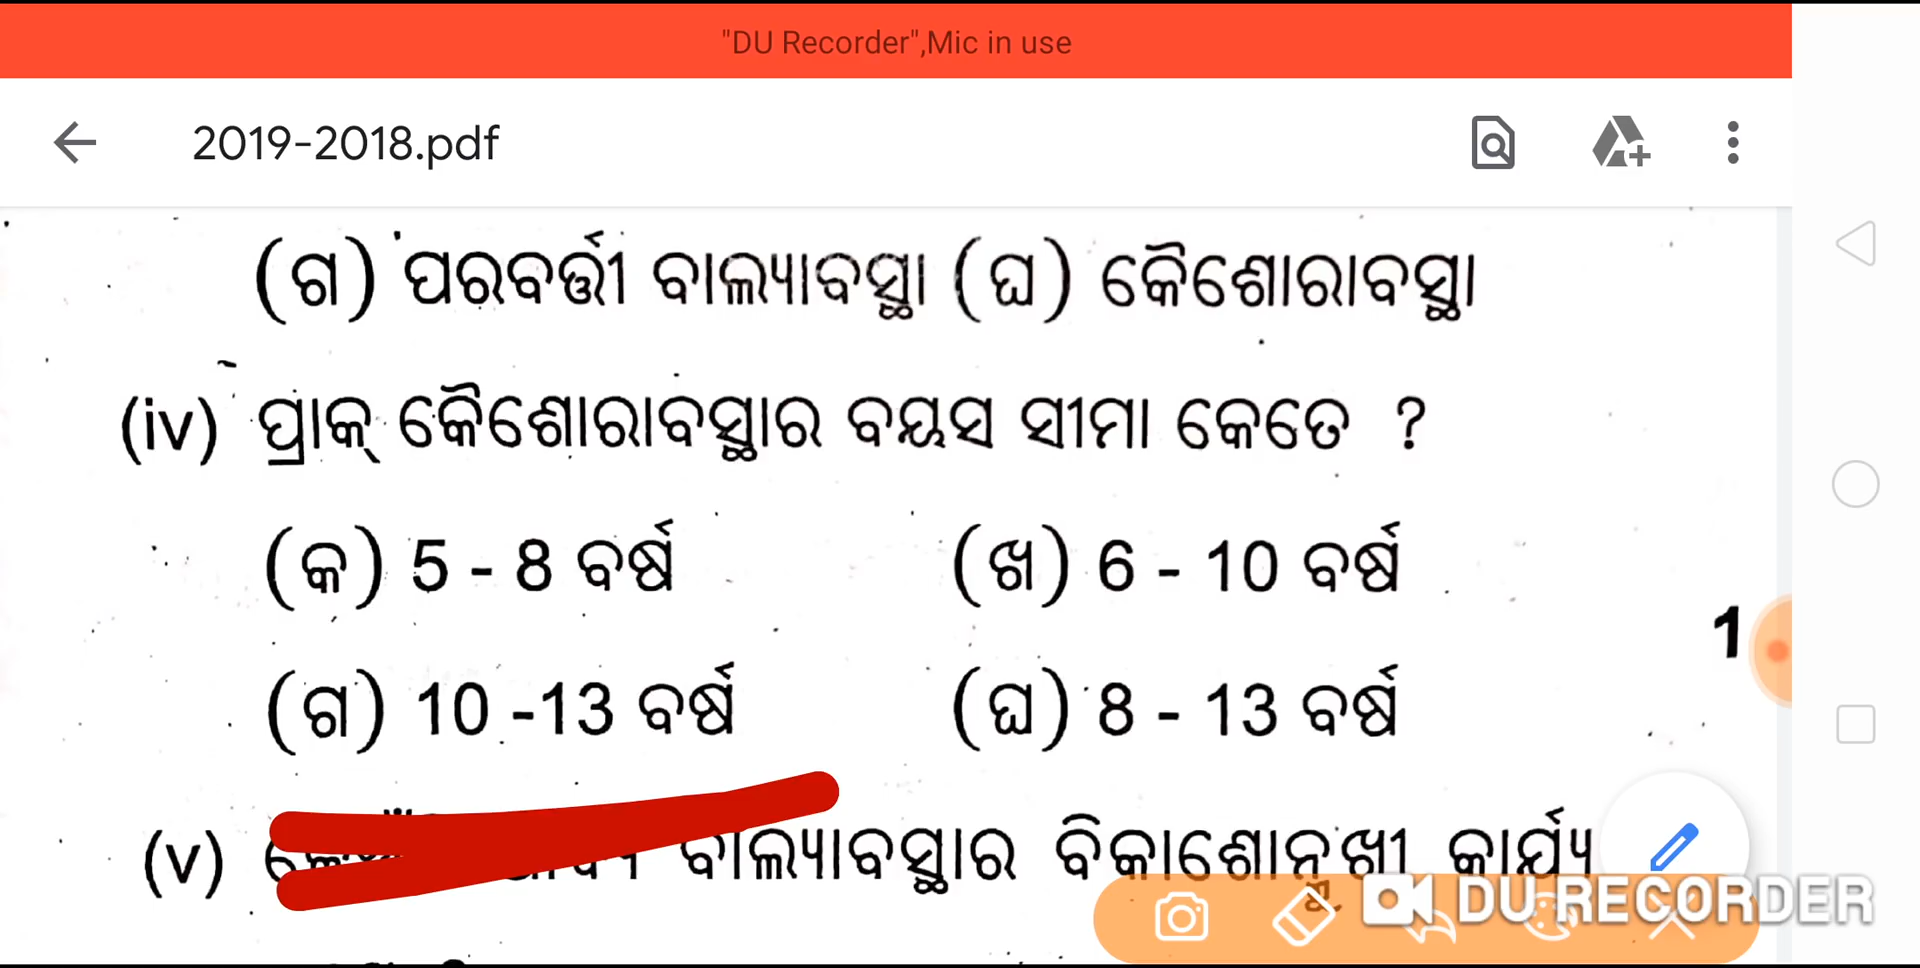 "DU Recorder",Mic in use
2019-2018.pdf
(ଗ) ପରବର୍ତ୍ତୀ ବାଲ୍ୟାବସ୍ଥା (ଘ) କୈଶୋରାବସ୍ଥା
(iv) ପ୍ରାକ୍ କୈଶୋରାବସ୍ଥାର ବୟସ ସୀମା କେତେ ?
(କ) 5 - 8 ବର୍ଷ (ଖ) 6 - 10 ବର୍ଷ
1
(ଗ) 10 -13 ବର୍ଷ (ଘ) 8 - 13 ବର୍ଷ
(v) ବାଲ୍ୟାବସ୍ଥାର ବିକାଶୋନ୍ମୁଖୀ କାର୍ଯ୍ୟ
DU RECORDER